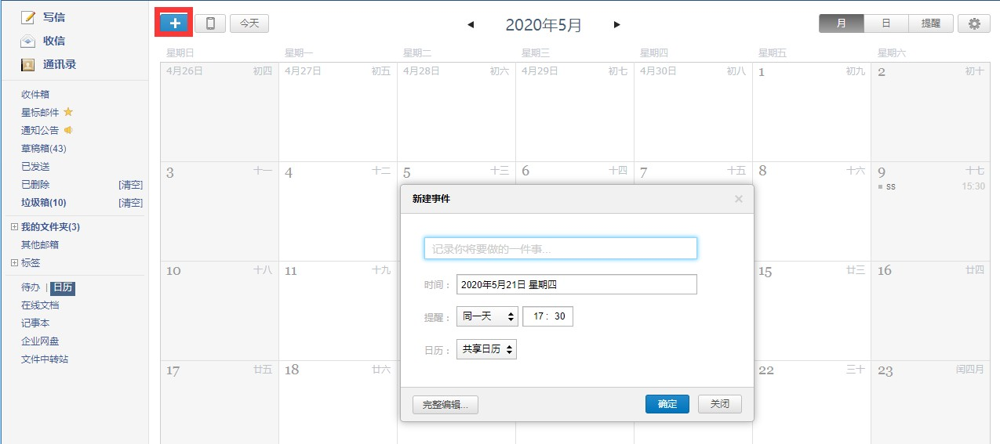 写信
收信
通讯录
收件箱
星标邮件
通知公告
草稿箱(43)
已发送
已删除 [清空]
垃圾箱(10) [清空]
我的文件夹(3)
其他邮箱
标签
待办 | 日历
在线文档
记事本
企业网盘
文件中转站
今天 2020年5月 月 日 提醒
星期日 星期一 星期二 星期三 星期四 星期五 星期六
4月26日 初四 4月27日 初五 4月28日 初六 4月29日 初七 4月30日 初八 1 初九 2 初十
3 十一 4 十二 5 十三 6 十四 7 十五 8 十六 9 十七
ss 15:30
新建事件
记录你将要做的一件事...
时间： 2020年5月21日 星期四
提醒： 同一天 17 : 30
日历： 共享日历
完整编辑... 确定 关闭
10 十八 11 十九 15 廿三 16 廿四
17 廿五 18 廿六 22 三十 23 闰四月